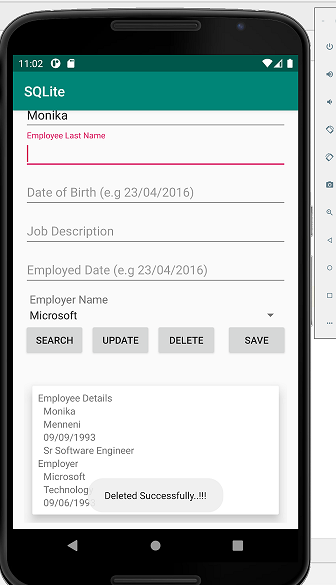 11:02
SQLite
Monika
Employee Last Name
Date of Birth (e.g 23/04/2016)
Job Description
Employed Date (e.g 23/04/2016)
Employer Name
Microsoft
SEARCH UPDATE DELETE SAVE
Employee Details
Monika
Menneni
09/09/1993
Sr Software Engineer
Employer
Microsoft
Technolog
09/06/199
Deleted Successfully..!!!